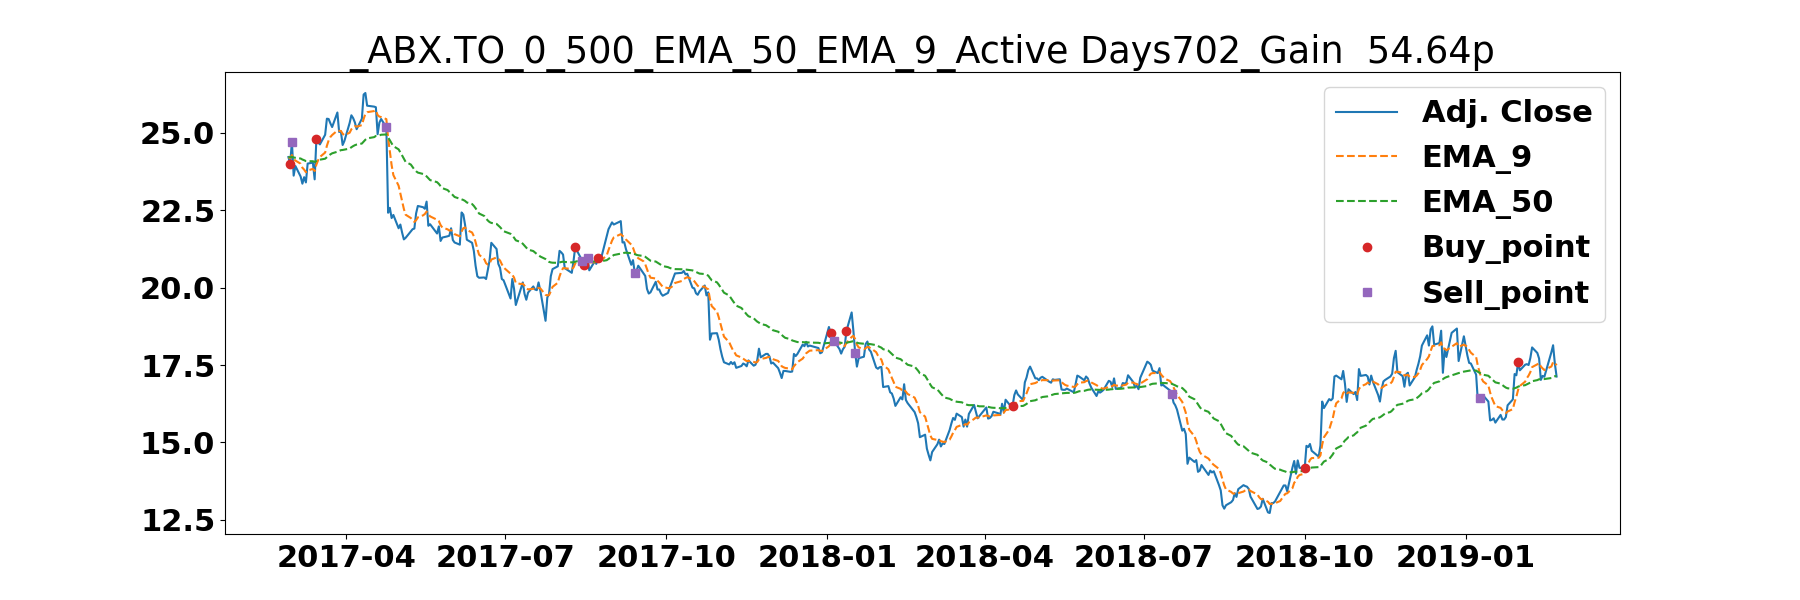 _ABX.TO_0_500_EMA_50_EMA_9_Active Days702_Gain  54.64p
25.0
22.5
20.0
17.5
15.0
12.5
Adj. Close
EMA_9
EMA_50
Buy_point
Sell_point
2017-04 2017-07 2017-10 2018-01 2018-04 2018-07 2018-10 2019-01